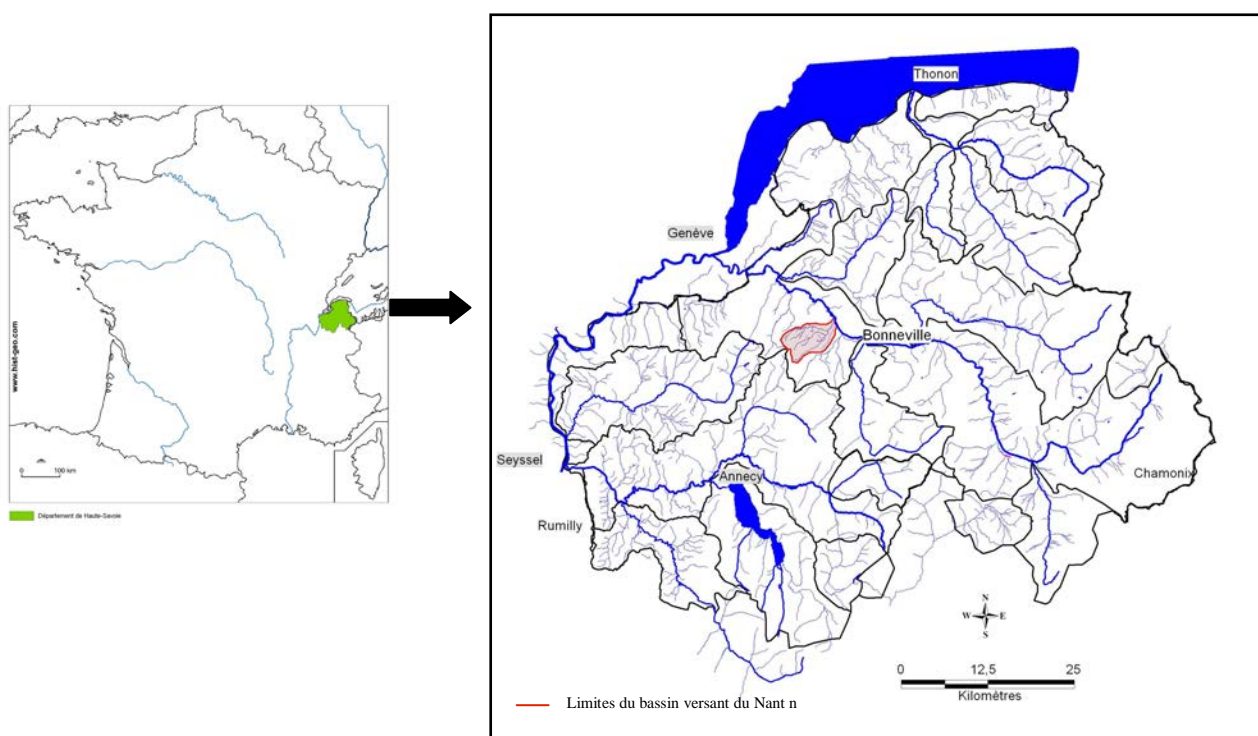 www.hist-geo.com
0 100 km
Département de Haute-Savoie
Thonon
Genève
Bonneville
Seyssel
Annecy
Chamonix
Rumilly
N
W E
S
0 12,5 25
Kilomètres
Limites du bassin versant du Nant n